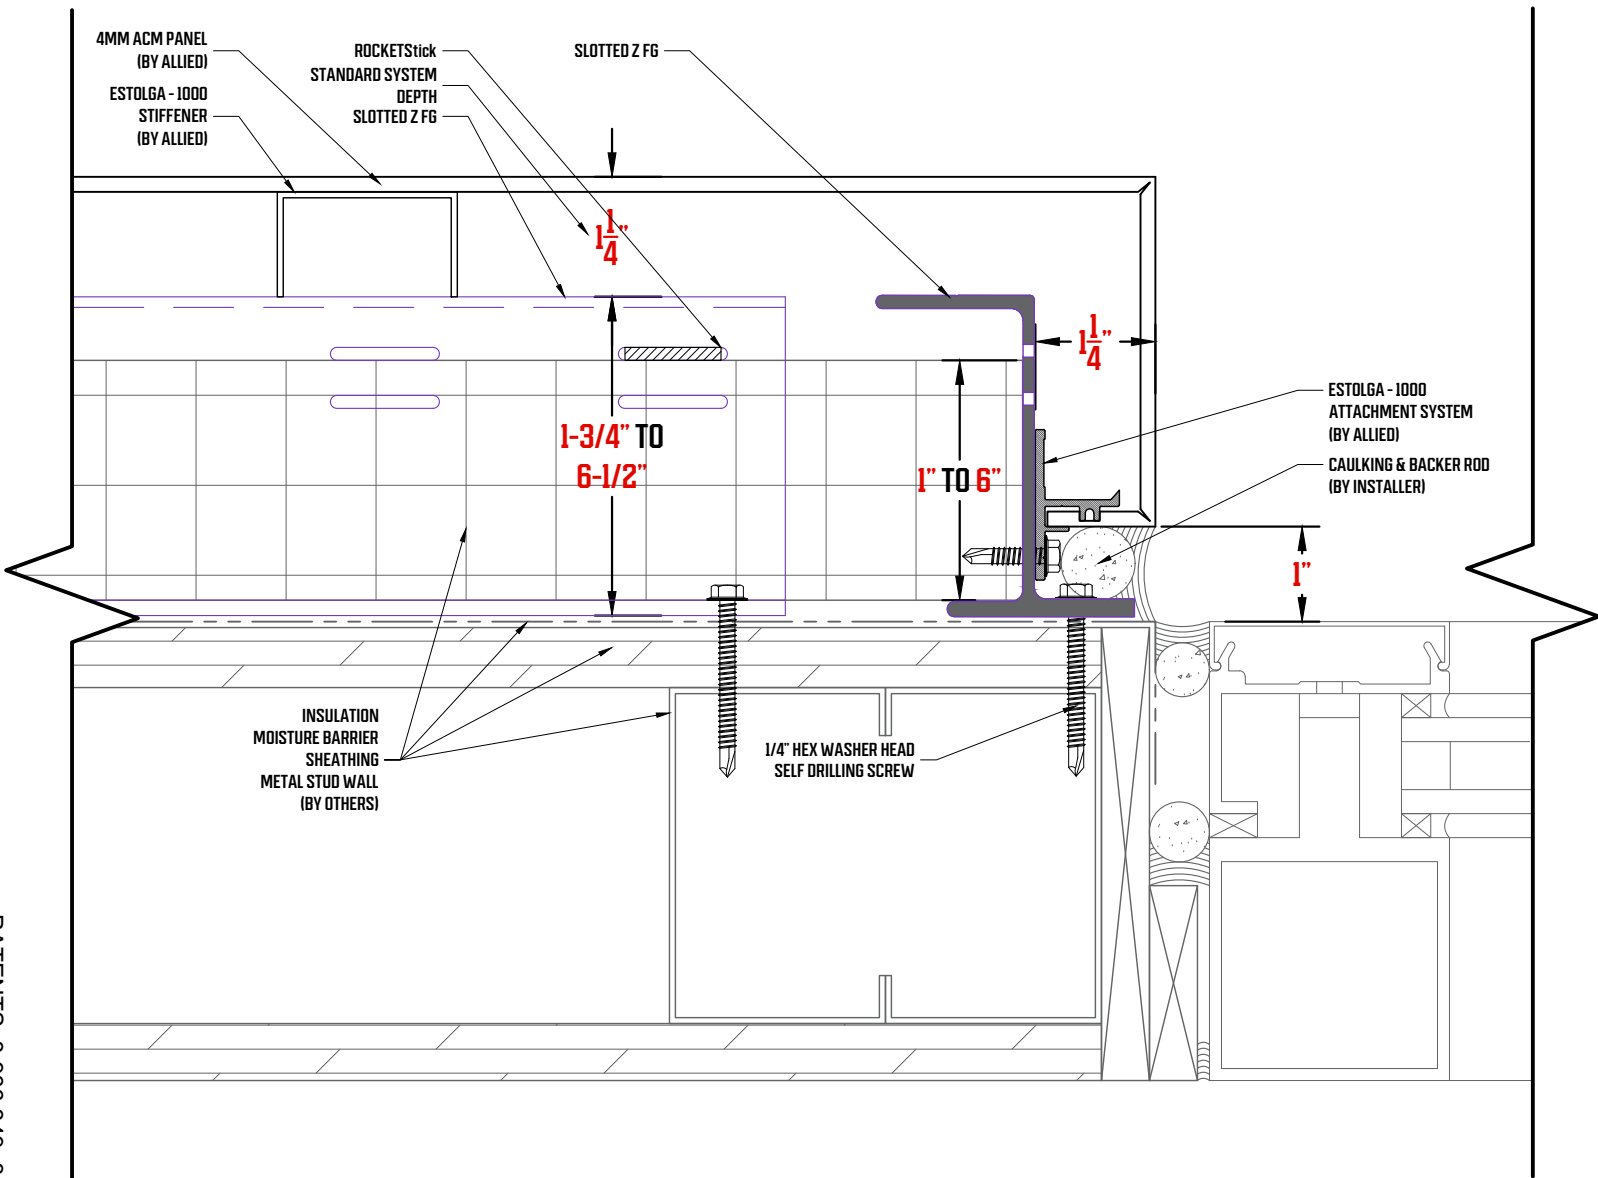 4MM ACM PANEL
(BY ALLIED)
ESTOLGA - 1000
STIFFENER
(BY ALLIED)
ROCKETStick
STANDARD SYSTEM
DEPTH
SLOTTED Z FG
SLOTTED Z FG
1 1/4"
1 1/4"
1-3/4" TO
6-1/2"
1" TO 6"
ESTOLGA - 1000
ATTACHMENT SYSTEM
(BY ALLIED)
CAULKING & BACKER ROD
(BY INSTALLER)
1"
INSULATION
MOISTURE BARRIER
SHEATHING
METAL STUD WALL
(BY OTHERS)
1/4" HEX WASHER HEAD
SELF DRILLING SCREW